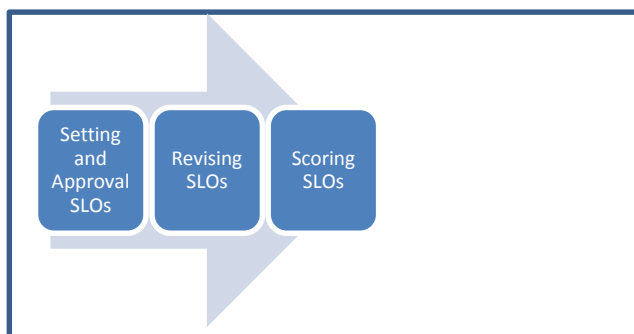 Setting
and
Approval
SLOs
Revising
SLOs
Scoring
SLOs